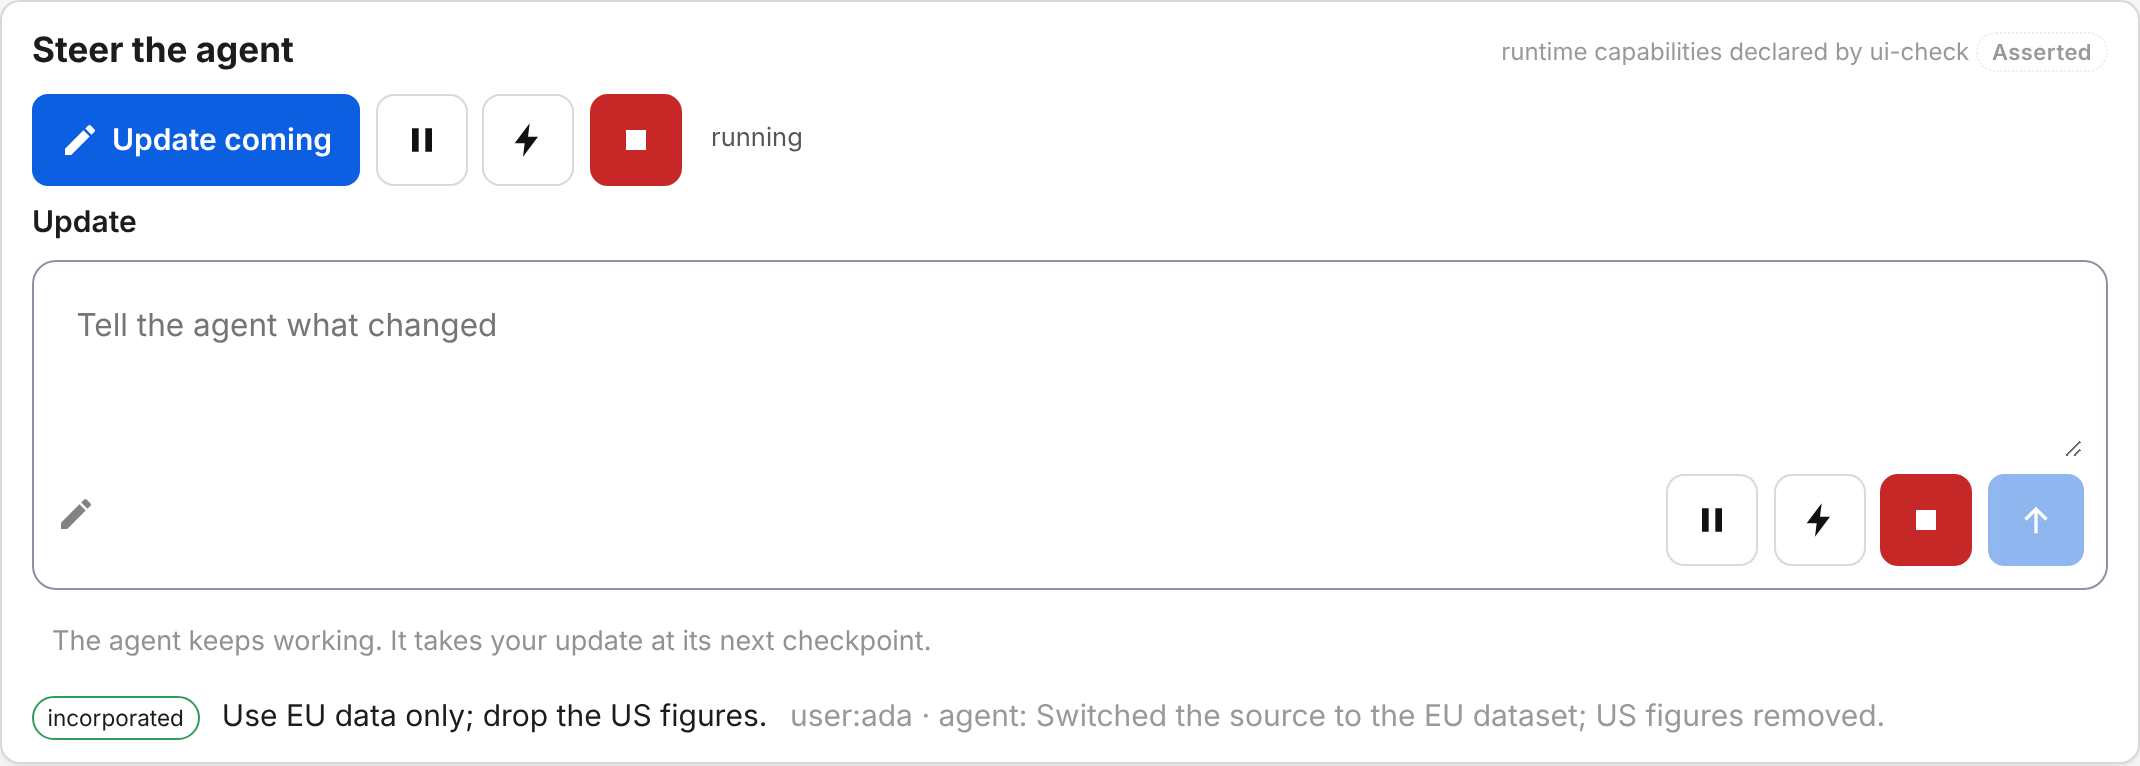 Steer the agent
runtime capabilities declared by ui-check Asserted
Update coming
running
Update
Tell the agent what changed
The agent keeps working. It takes your update at its next checkpoint.
incorporated Use EU data only; drop the US figures. user:ada · agent: Switched the source to the EU dataset; US figures removed.